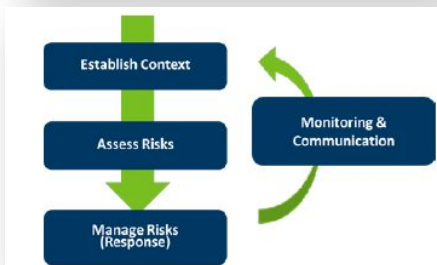 Establish Context
Assess Risks
Manage Risks
(Response)
Monitoring &
Communication